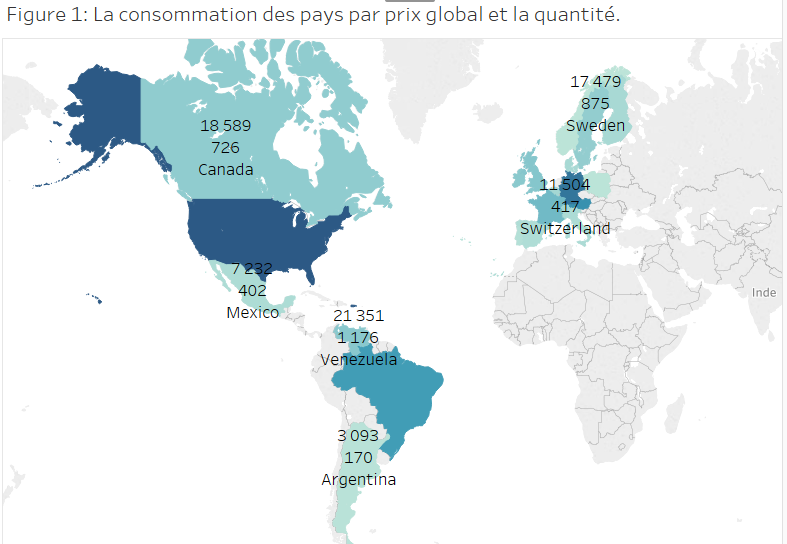 Figure 1: La consommation des pays par prix global et la quantité.
17 479
875
Sweden
18 589
726
Canada
11 504
417
Switzerland
7 232
402
Mexico
Inde
21 351
1 176
Venezuela
3 093
170
Argentina